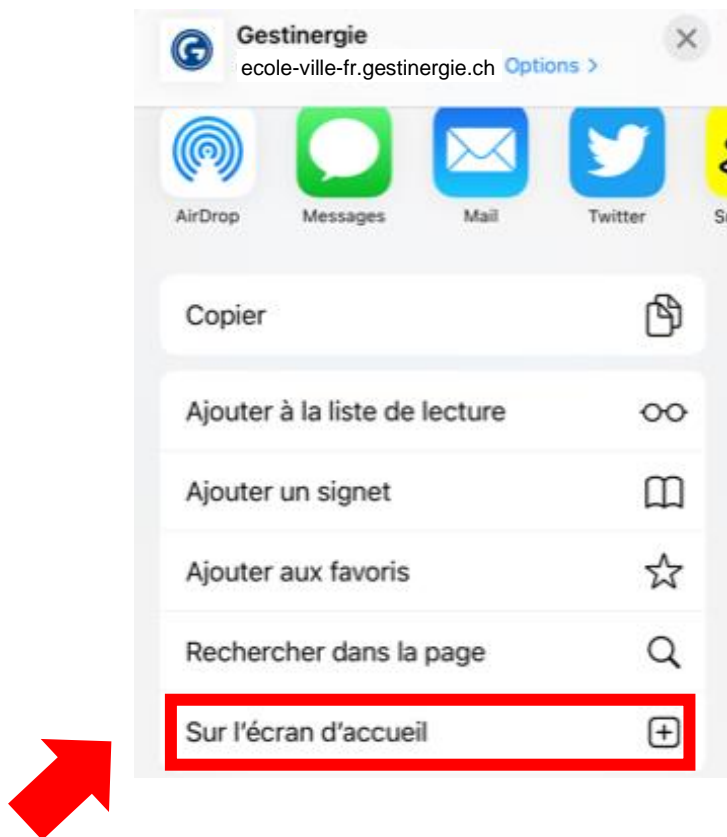 Gestinergie
ecole-ville-fr.gestinergie.ch Options >
AirDrop Messages Mail Twitter
Copier
Ajouter à la liste de lecture
Ajouter un signet
Ajouter aux favoris
Rechercher dans la page
Sur l'écran d'accueil